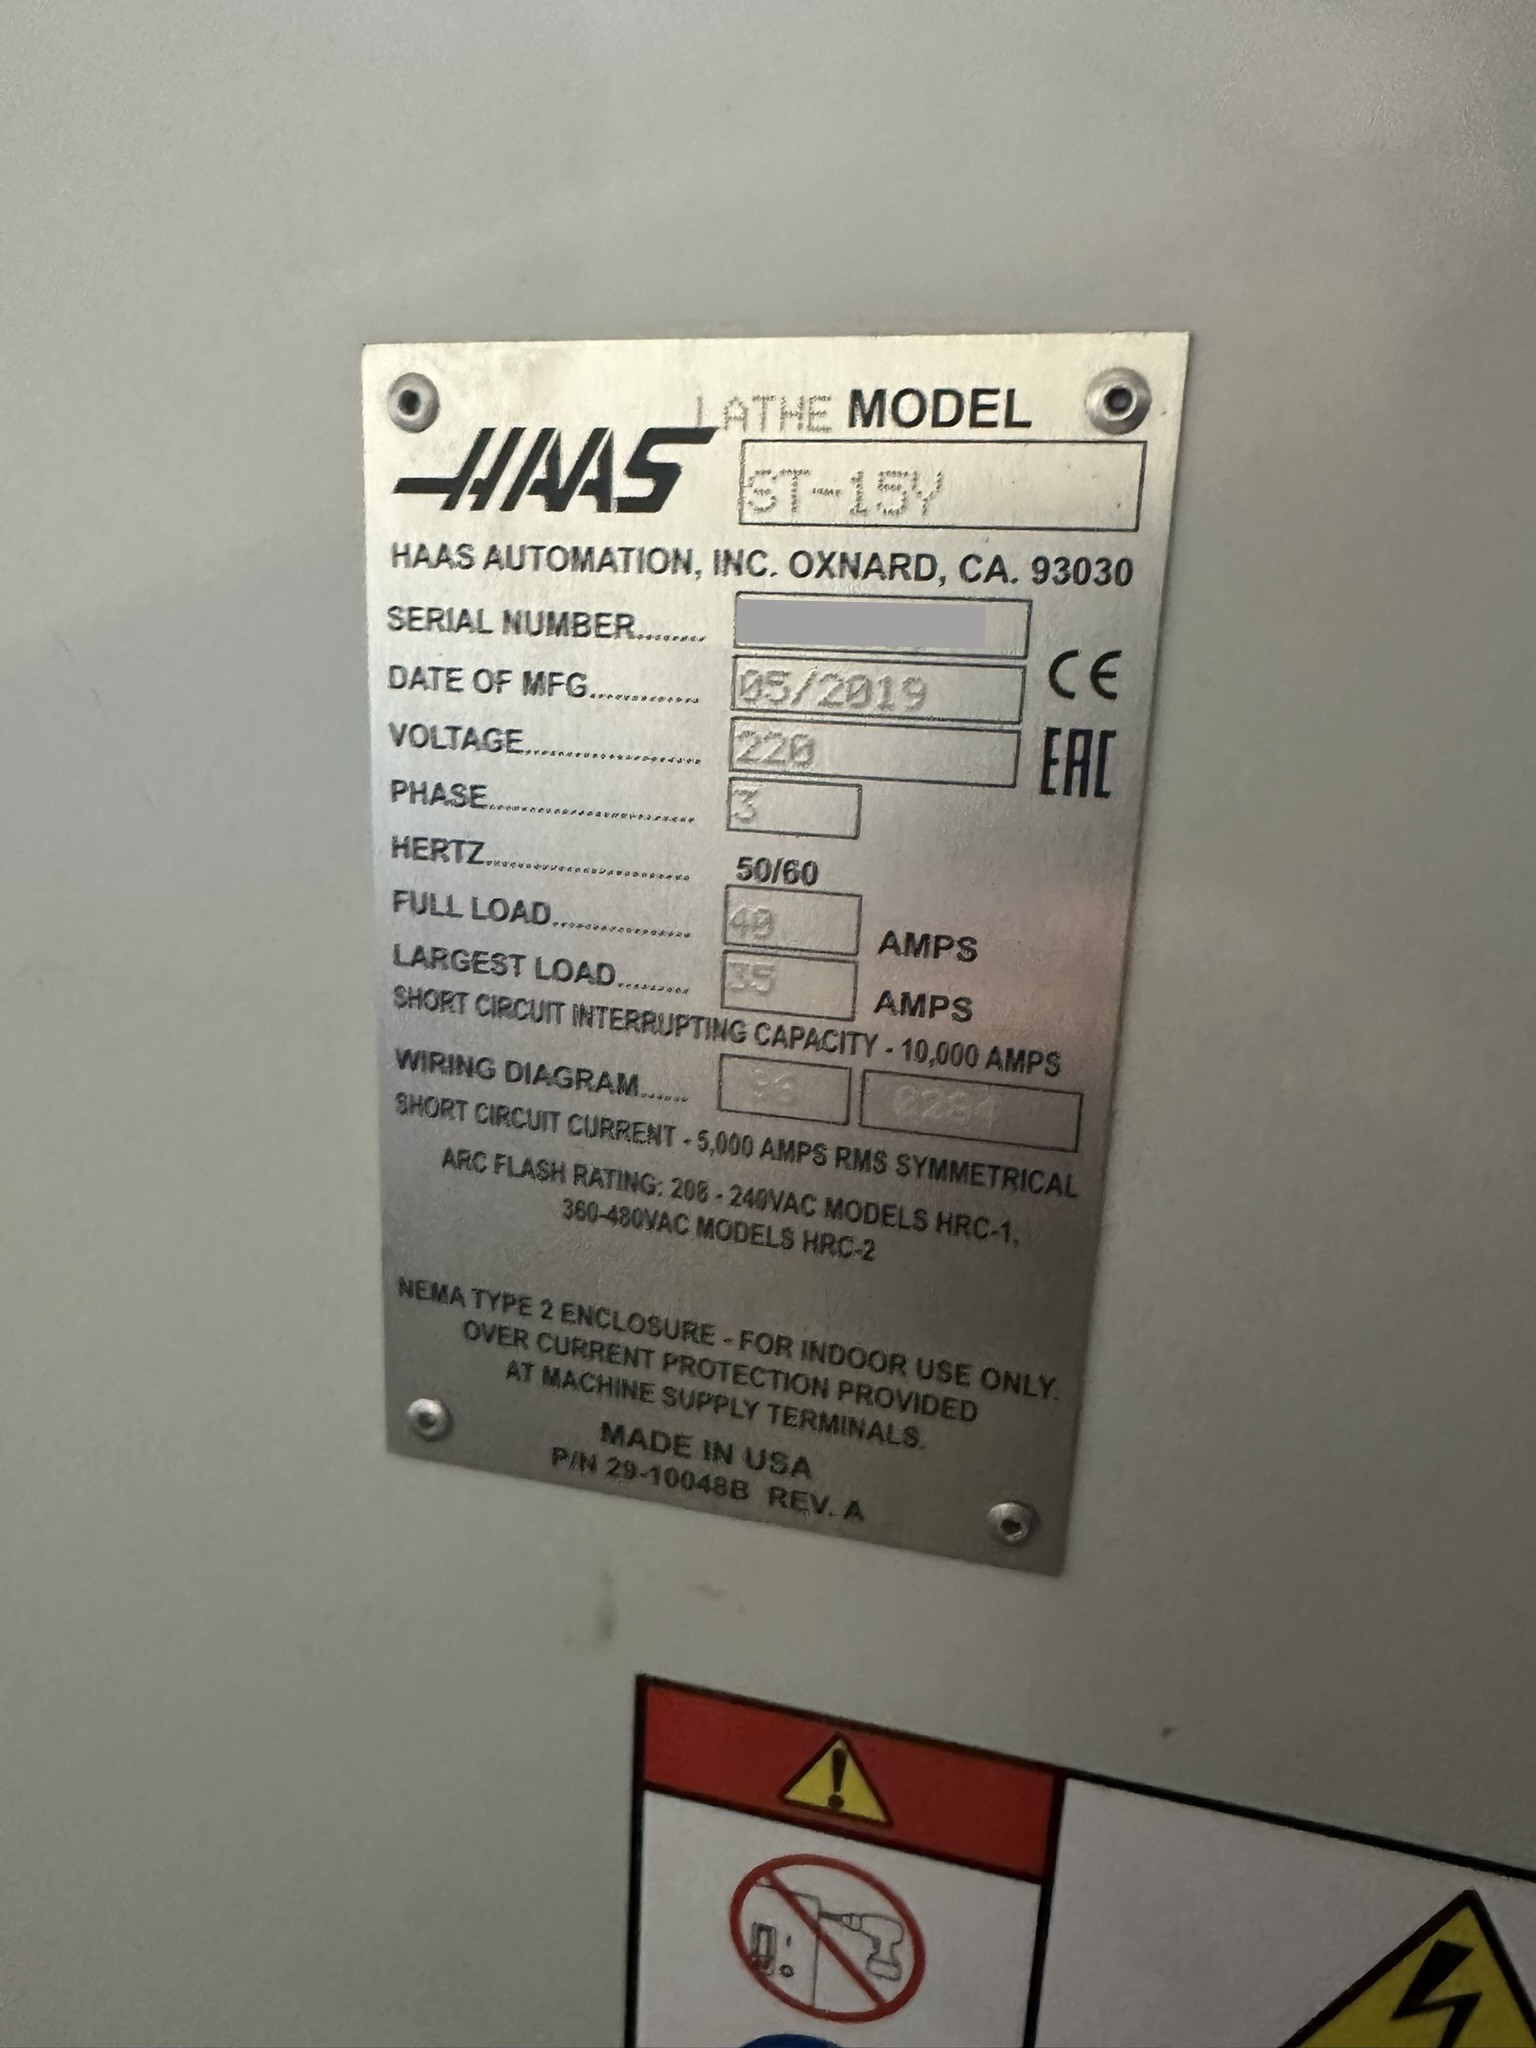 LATHE MODEL
HAAS ST-15Y
HAAS AUTOMATION, INC. OXNARD, CA. 93030
SERIAL NUMBER........
DATE OF MFG............... 05/2019
CE
VOLTAGE........................ 220
EAC
PHASE............................ 3
HERTZ............................ 50/60
FULL LOAD................... 40 AMPS
LARGEST LOAD.......... 35 AMPS
SHORT CIRCUIT INTERRUPTING CAPACITY - 10,000 AMPS
WIRING DIAGRAM....... 96 0284
SHORT CIRCUIT CURRENT - 5,000 AMPS RMS SYMMETRICAL
ARC FLASH RATING: 208 - 240VAC MODELS HRC-1,
360-480VAC MODELS HRC-2
NEMA TYPE 2 ENCLOSURE - FOR INDOOR USE ONLY.
OVER CURRENT PROTECTION PROVIDED
AT MACHINE SUPPLY TERMINALS.
MADE IN USA
P/N 29-10048B REV. A